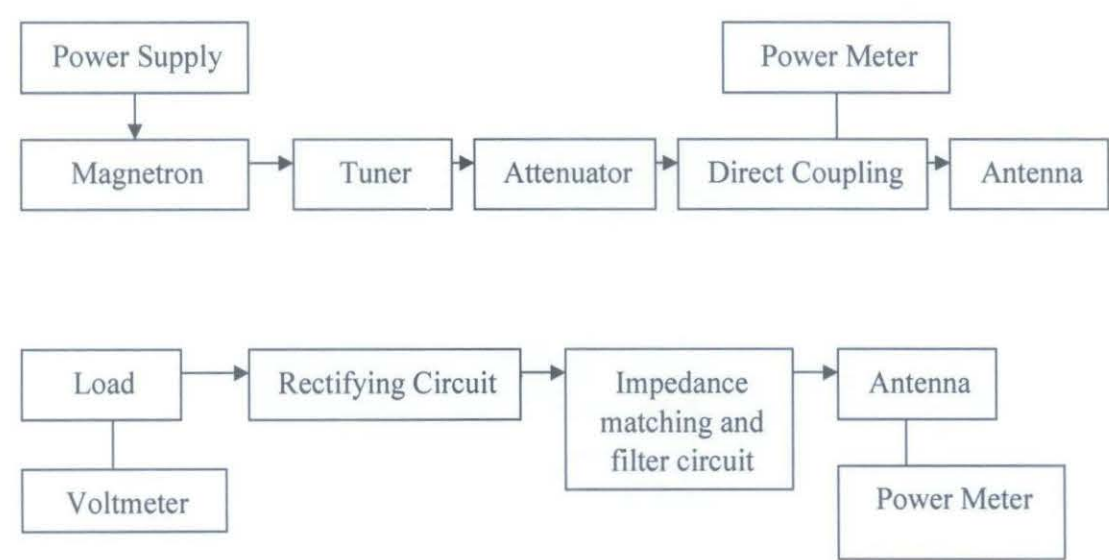 Power Supply
Power Meter
Magnetron
Tuner
Attenuator
Direct Coupling
Antenna
Load
Rectifying Circuit
Impedance
matching and
filter circuit
Antenna
Voltmeter
Power Meter